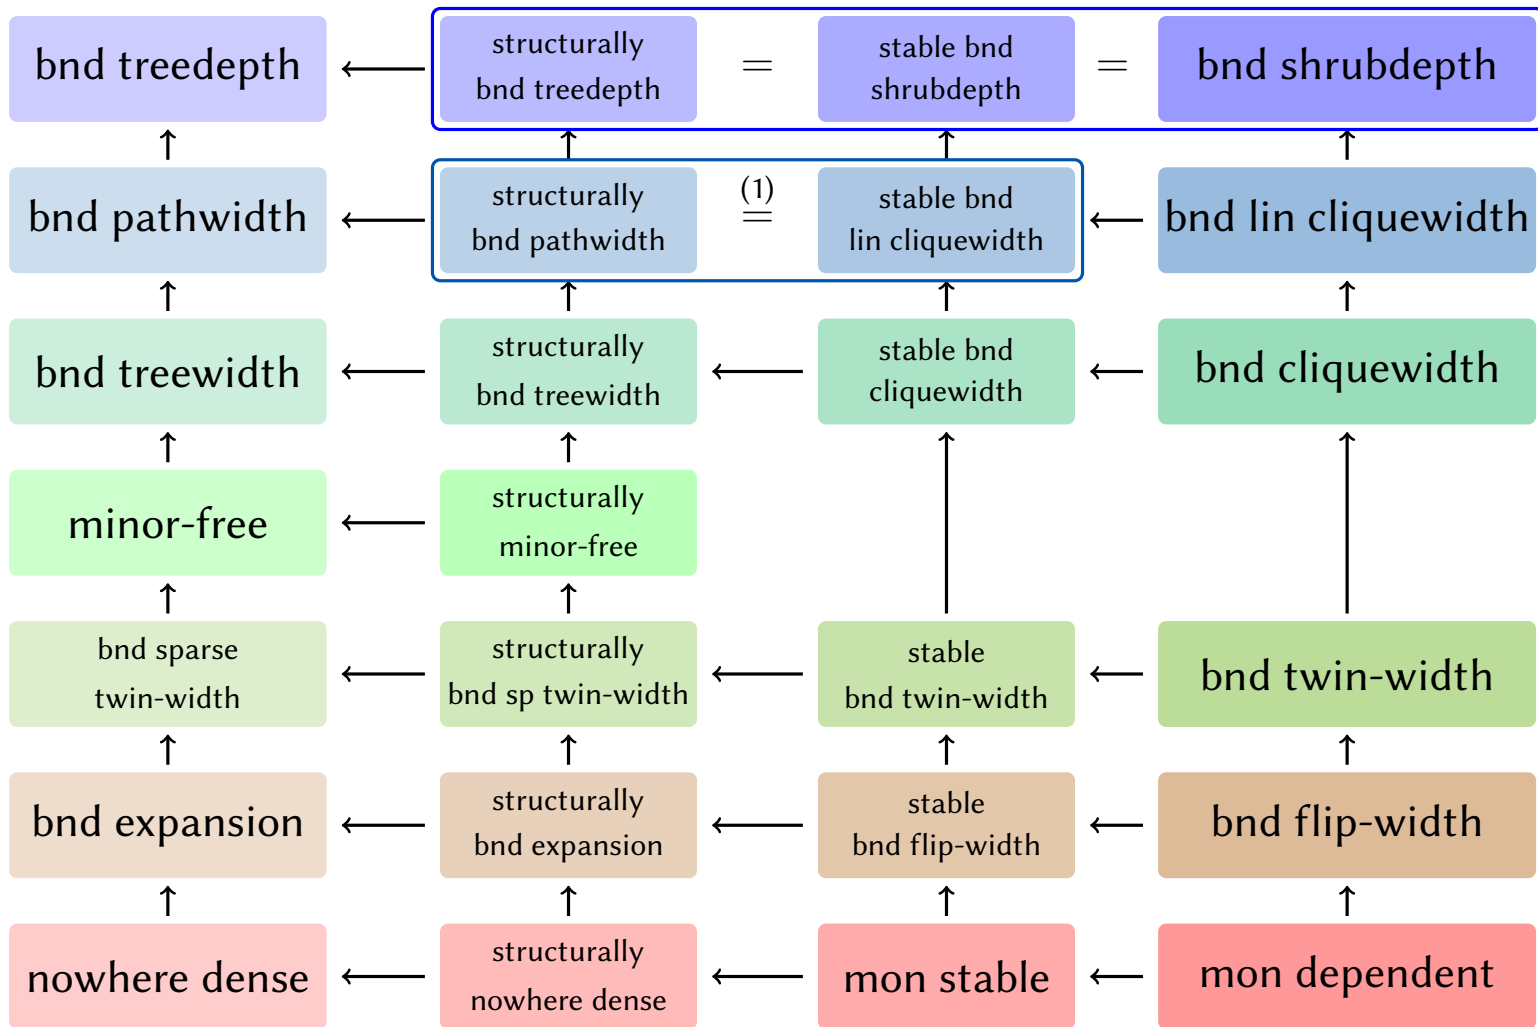 bnd treedepth
structurally
bnd treedepth
=
stable bnd
shrubdepth
=
bnd shrubdepth
bnd pathwidth
structurally
bnd pathwidth
(1)
=
stable bnd
lin cliquewidth
bnd lin cliquewidth
bnd treewidth
structurally
bnd treewidth
stable bnd
cliquewidth
bnd cliquewidth
minor-free
structurally
minor-free
bnd sparse
twin-width
structurally
bnd sp twin-width
stable
bnd twin-width
bnd twin-width
bnd expansion
structurally
bnd expansion
stable
bnd flip-width
bnd flip-width
nowhere dense
structurally
nowhere dense
mon stable
mon dependent